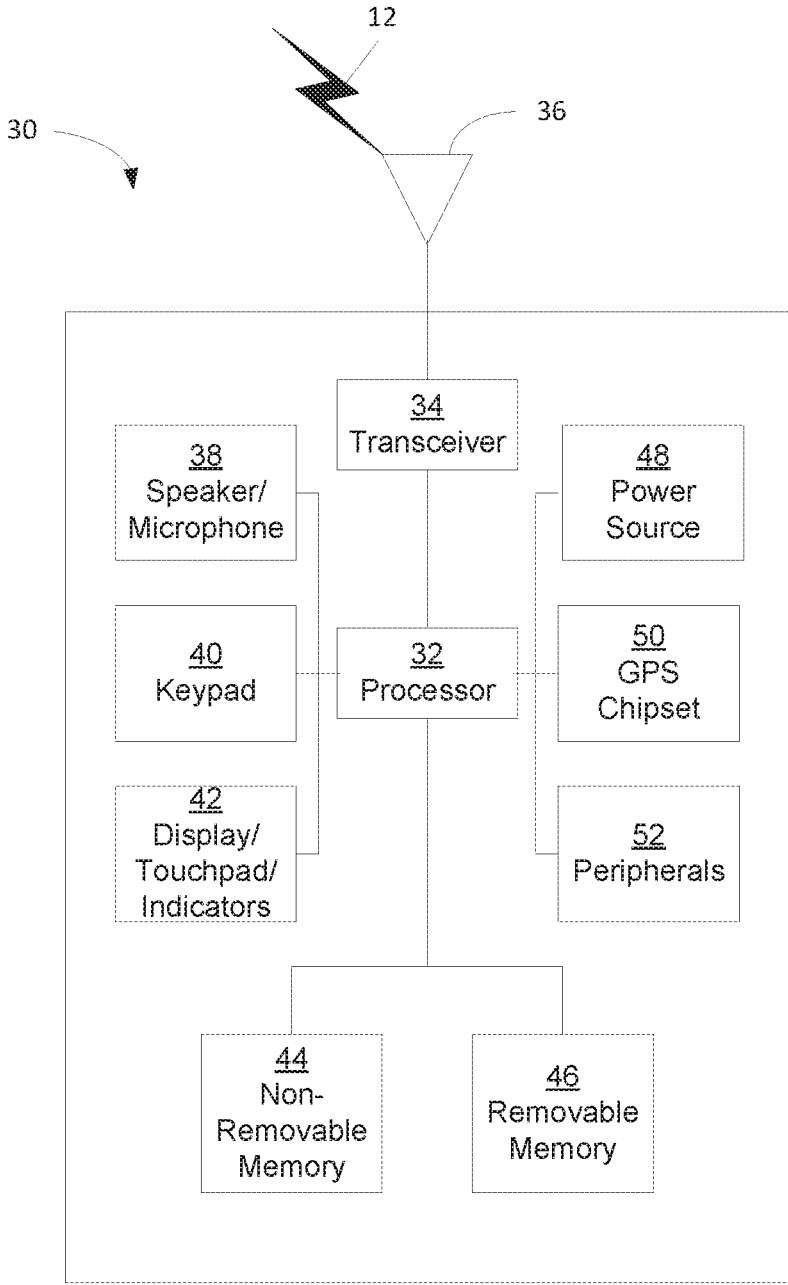 12
36
30
34
Transceiver
38
Speaker/
Microphone
48
Power
Source
40
Keypad
32
Processor
50
GPS
Chipset
42
Display/
Touchpad/
Indicators
52
Peripherals
44
Non-
Removable
Memory
46
Removable
Memory